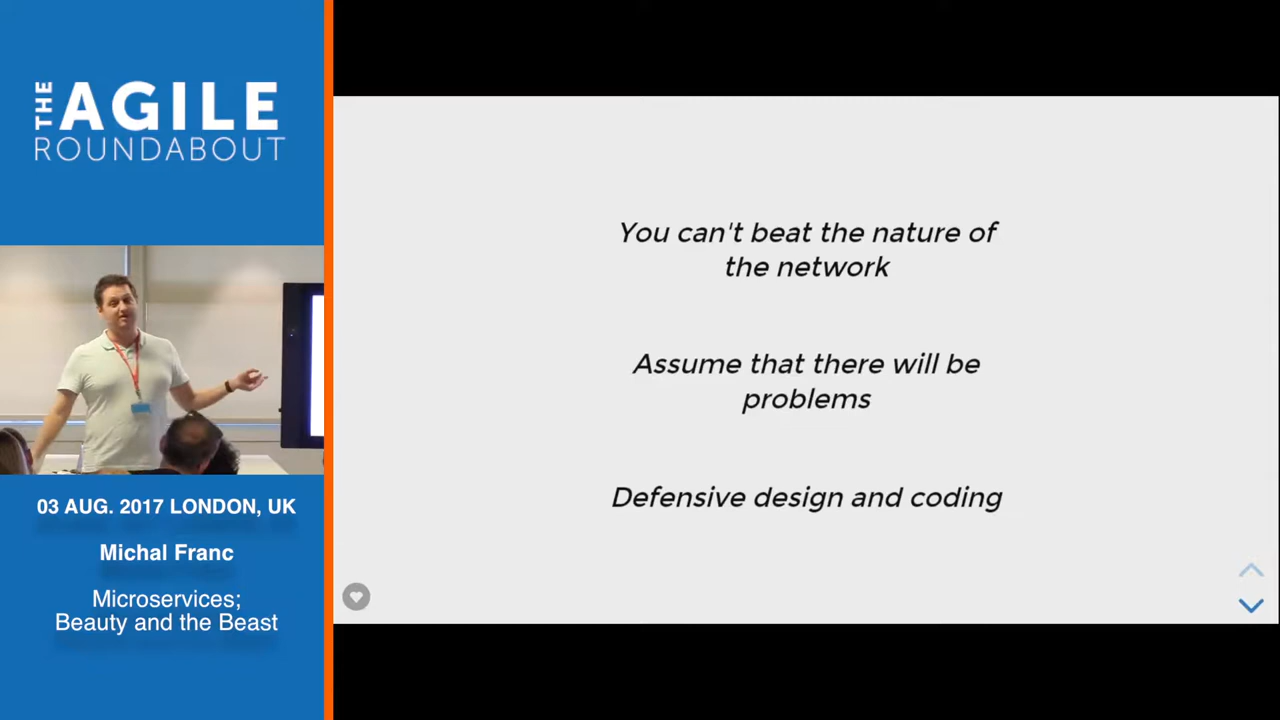 THE AGILE
ROUNDABOUT
03 AUG. 2017 LONDON, UK
Michal Franc
Microservices;
Beauty and the Beast
You can't beat the nature of
the network
Assume that there will be
problems
Defensive design and coding